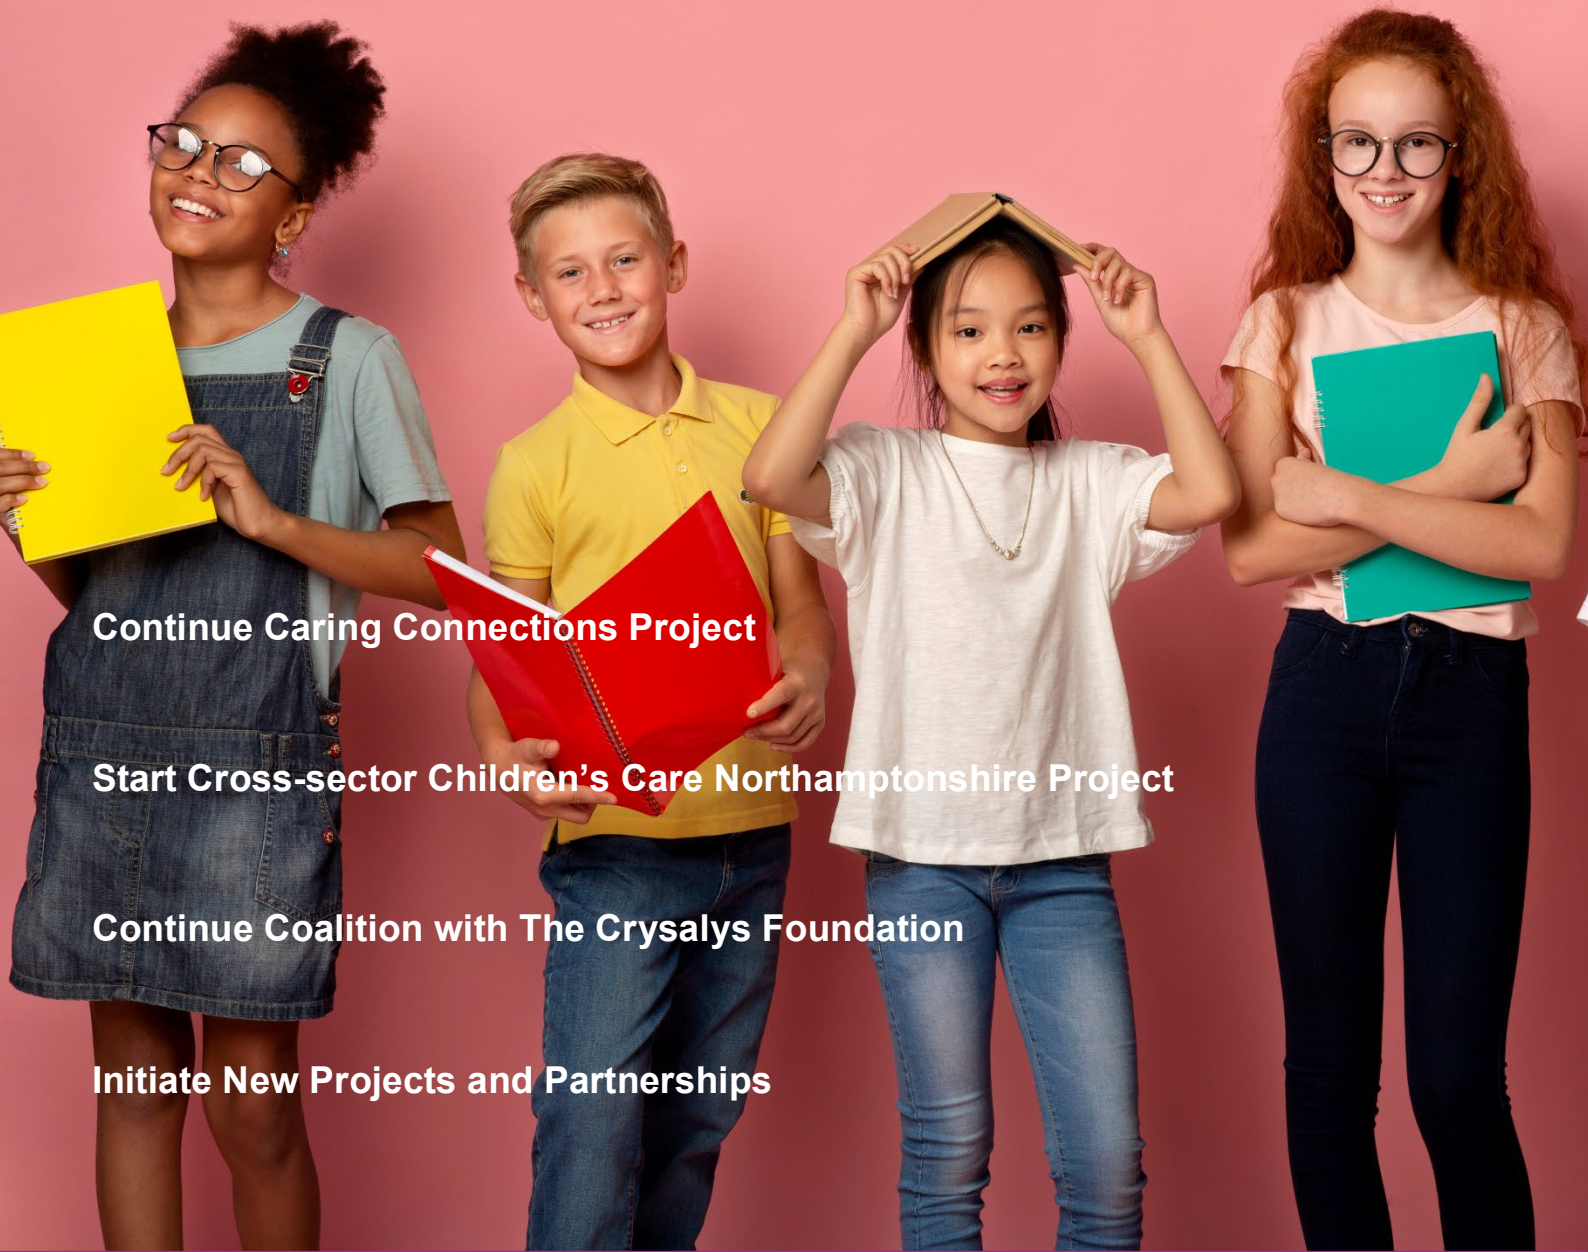 Continue Caring Connections Project
Start Cross-sector Children’s Care Northamptonshire Project
Continue Coalition with The Crysalys Foundation
Initiate New Projects and Partnerships